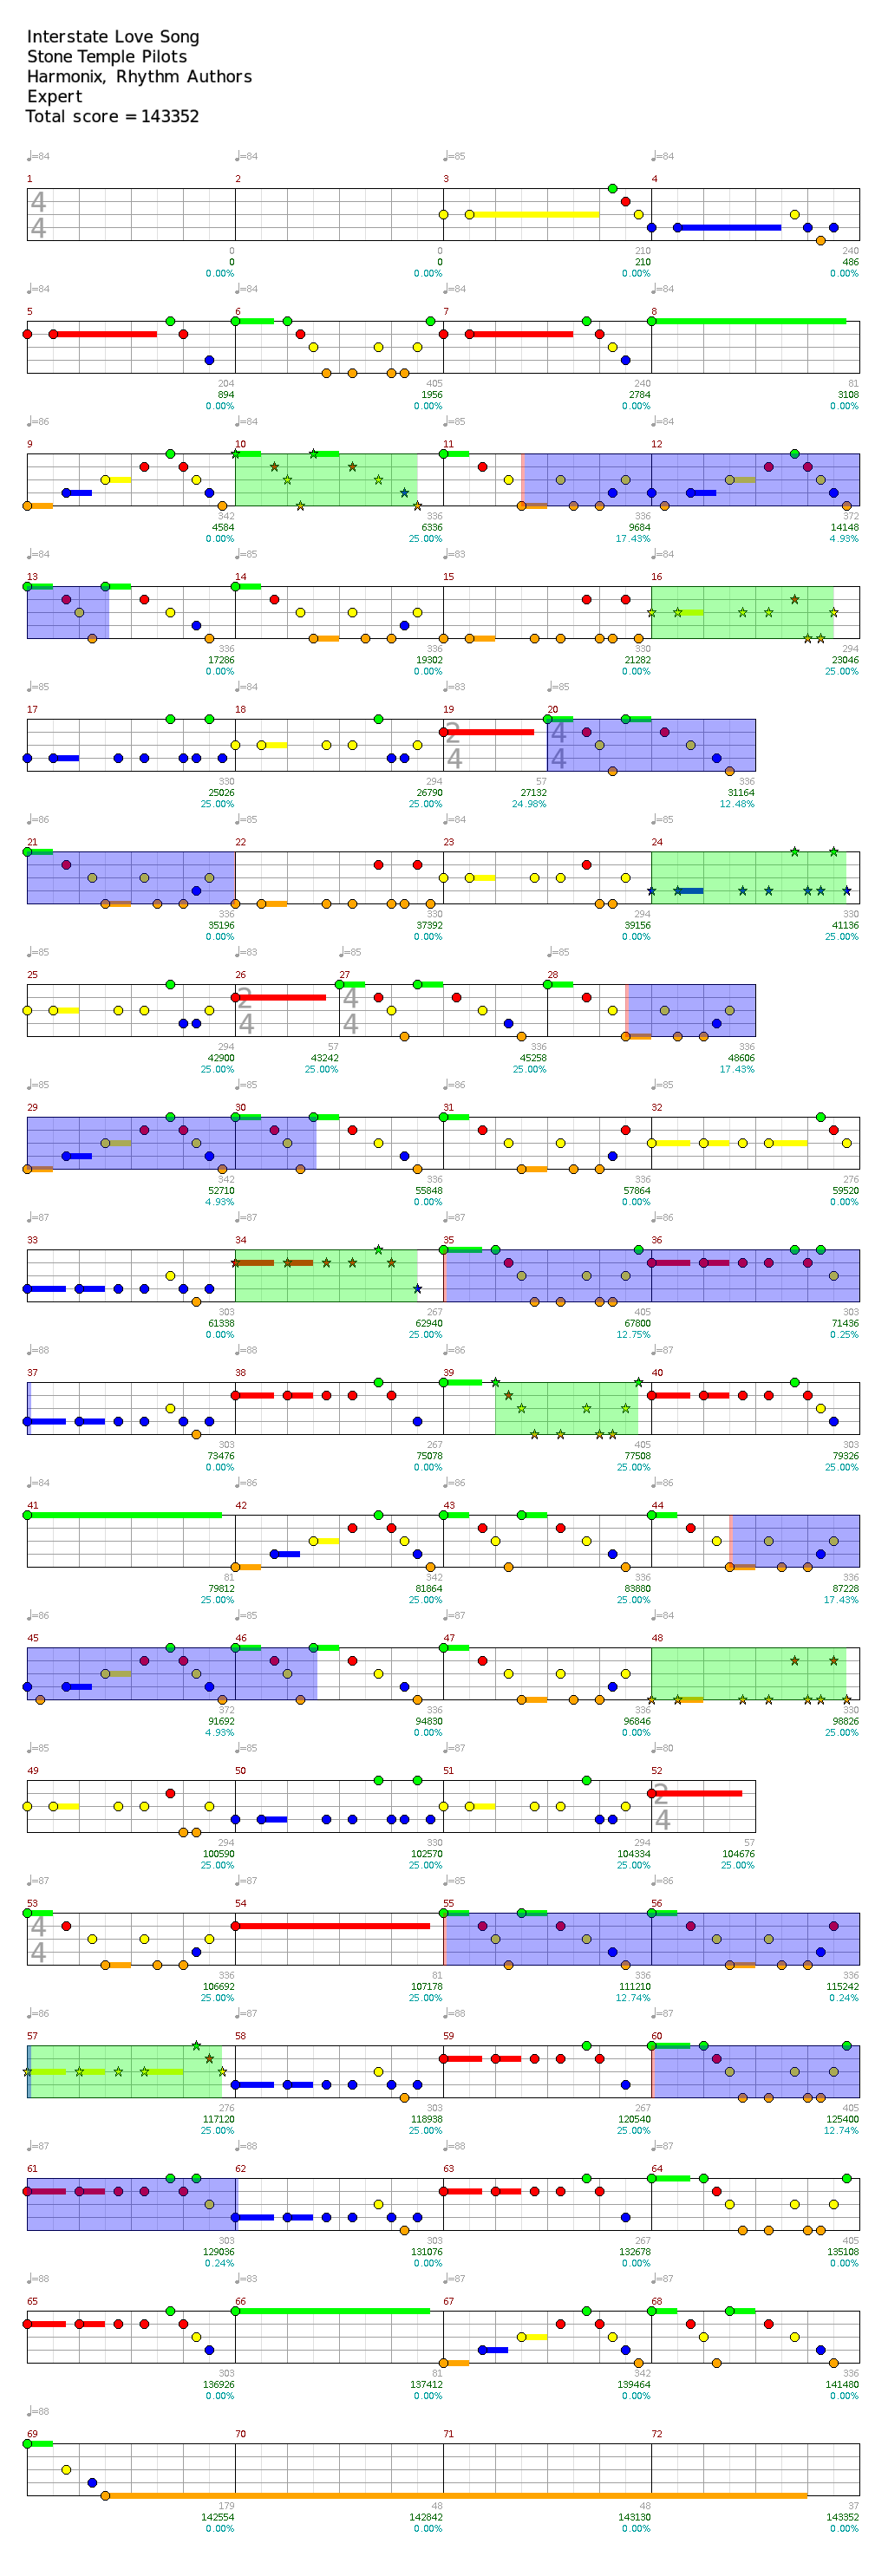 Interstate Love Song
Stone Temple Pilots
Harmonix, Rhythm Authors
Expert
Total score = 143352
♩=84 ♩=84 ♩=85 ♩=84
1 2 3 4
4
4
0 0 210 240
0 0 210 486
0.00% 0.00% 0.00% 0.00%
♩=84 ♩=84 ♩=84 ♩=84
5 6 7 8
204 405 240 81
894 1956 2784 3108
0.00% 0.00% 0.00% 0.00%
♩=86 ♩=84 ♩=85
9 10 11 12
342 336 336 372
4584 6336 9684 14148
0.00% 25.00% 17.43% 4.93%
♩=84 ♩=85 ♩=83 ♩=84
13 14 15 16
336 336 330 294
17286 19302 21282 23046
0.00% 0.00% 0.00% 25.00%
♩=85 ♩=84 ♩=83 ♩=85
17 18 19 20
2 4
4 4
330 294 57 336
25026 26790 27132 31164
25.00% 25.00% 24.98% 12.48%
♩=86 ♩=85 ♩=84 ♩=85
21 22 23 24
336 330 294 330
35196 37392 39156 41136
0.00% 0.00% 0.00% 25.00%
♩=85 ♩=83 ♩=85 ♩=85
25 26 27 28
2 4
4 4
294 57 336 336
42900 43242 45258 48606
25.00% 25.00% 25.00% 17.43%
♩=85 ♩=85 ♩=86 ♩=85
29 30 31 32
342 336 336 276
52710 55848 57864 59520
4.93% 0.00% 0.00% 0.00%
♩=87 ♩=87 ♩=87 ♩=86
33 34 35 36
303 267 405 303
61338 62940 67800 71436
0.00% 25.00% 12.75% 0.25%
♩=88 ♩=88 ♩=86 ♩=87
37 38 39 40
303 267 405 303
73476 75078 77508 79326
0.00% 0.00% 25.00% 25.00%
♩=84 ♩=86 ♩=86 ♩=86
41 42 43 44
81 342 336 336
79812 81864 83880 87228
25.00% 25.00% 25.00% 17.43%
♩=86 ♩=85 ♩=87 ♩=84
45 46 47 48
372 336 336 330
91692 94830 96846 98826
4.93% 0.00% 0.00% 25.00%
♩=85 ♩=85 ♩=87 ♩=80
49 50 51 52
2
4
294 330 294 57
100590 102570 104334 104676
25.00% 25.00% 25.00% 25.00%
♩=87 ♩=87 ♩=85 ♩=86
53 54 55 56
4
4
336 81 336 336
106692 107178 111210 115242
25.00% 25.00% 12.74% 0.24%
♩=86 ♩=87 ♩=88 ♩=87
57 58 59 60
276 303 267 405
117120 118938 120540 125400
25.00% 25.00% 25.00% 12.74%
♩=87 ♩=88 ♩=88 ♩=87
61 62 63 64
303 303 267 405
129036 131076 132678 135108
0.24% 0.00% 0.00% 0.00%
♩=88 ♩=83 ♩=87 ♩=87
65 66 67 68
303 81 342 336
136926 137412 139464 141480
0.00% 0.00% 0.00% 0.00%
♩=88
69 70 71 72
179 48 48 37
142554 142842 143130 143352
0.00% 0.00% 0.00% 0.00%